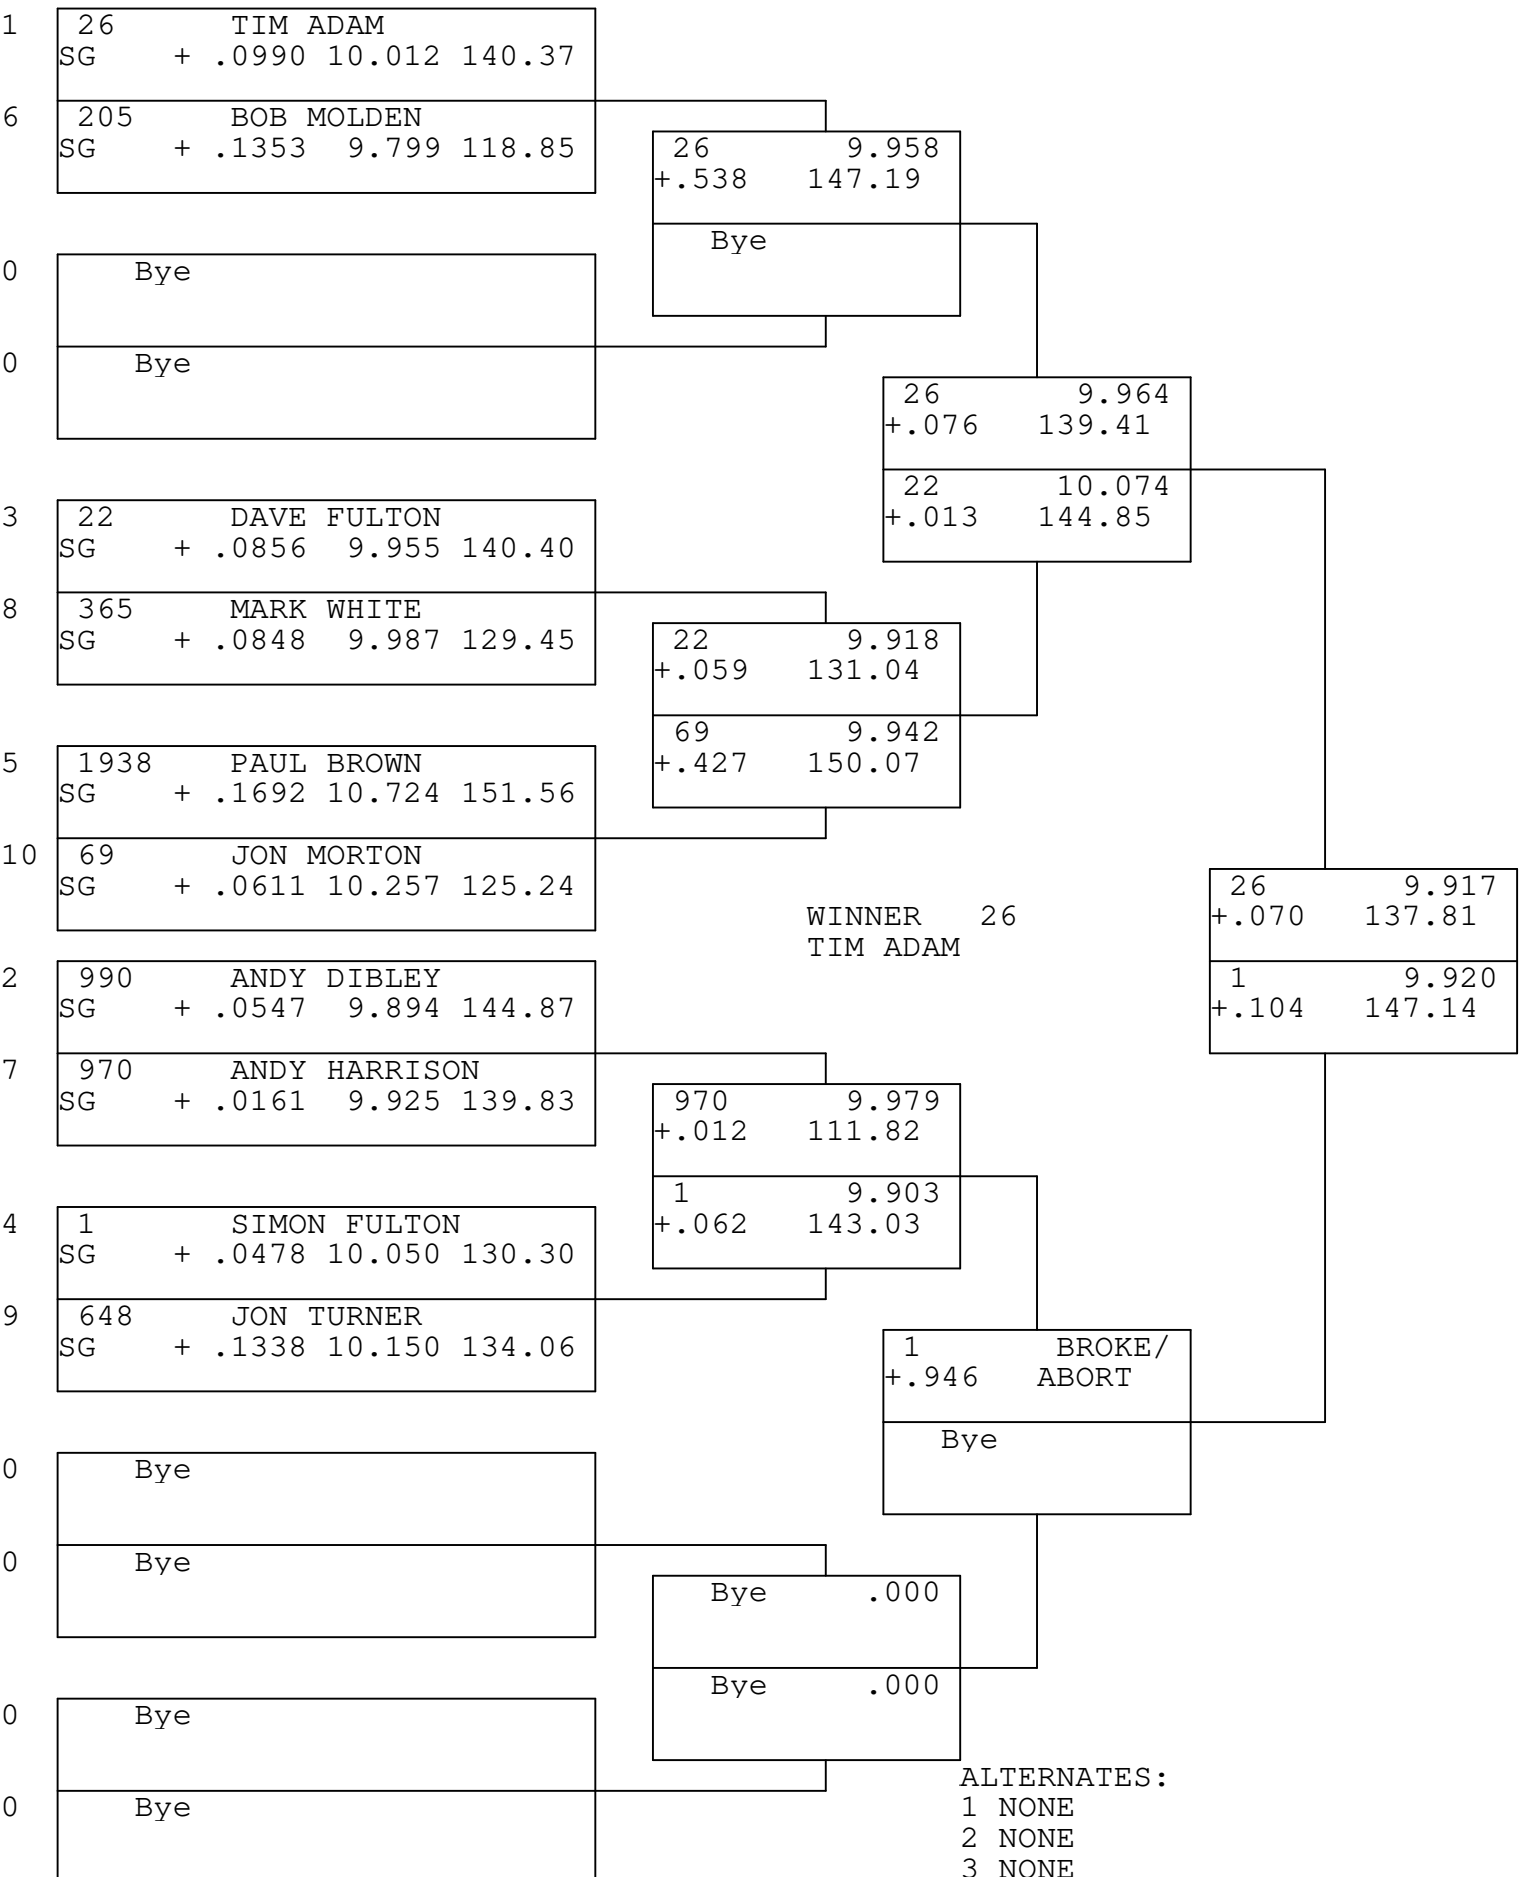 1 26 TIM ADAM
SG + .0990 10.012 140.37
6 205 BOB MOLDEN
SG + .1353 9.799 118.85
0 Bye
0 Bye
3 22 DAVE FULTON
SG + .0856 9.955 140.40
8 365 MARK WHITE
SG + .0848 9.987 129.45
5 1938 PAUL BROWN
SG + .1692 10.724 151.56
10 69 JON MORTON
SG + .0611 10.257 125.24
2 990 ANDY DIBLEY
SG + .0547 9.894 144.87
7 970 ANDY HARRISON
SG + .0161 9.925 139.83
4 1 SIMON FULTON
SG + .0478 10.050 130.30
9 648 JON TURNER
SG + .1338 10.150 134.06
0 Bye
0 Bye
0 Bye
0 Bye
26 9.958
+.538 147.19
Bye
22 9.918
+.059 131.04
69 9.942
+.427 150.07
970 9.979
+.012 111.82
1 9.903
+.062 143.03
Bye .000
Bye .000
26 9.964
+.076 139.41
22 10.074
+.013 144.85
1 BROKE/
+.946 ABORT
Bye
26 9.917
+.070 137.81
1 9.920
+.104 147.14
WINNER 26
TIM ADAM
ALTERNATES:
1 NONE
2 NONE
3 NONE